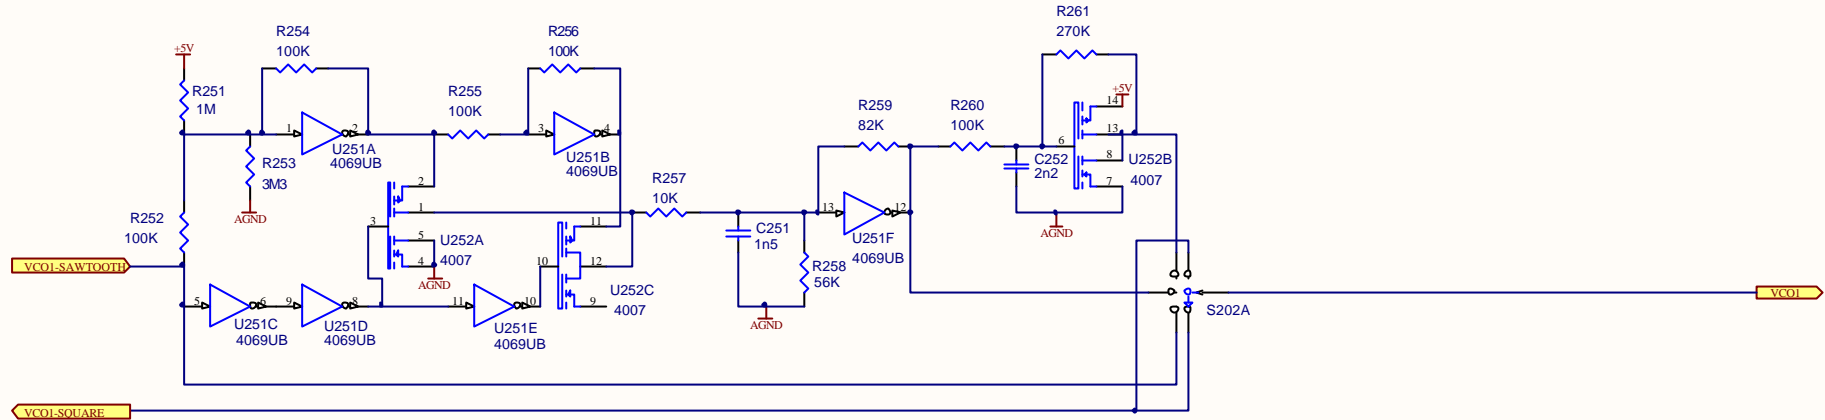 R261
270K
R254
100K
R256
100K
+5V
R251
1M
R255
100K
1
2
U251A
4069UB
3
4
U251B
4069UB
R253
3M3
AGND
R259
82K
R260
100K
14
+5V
13
6
8
7
U252B
4007
C252
2n2
AGND
R252
100K
2
1
3
5
4
U252A
4007
AGND
R257
10K
11
12
10
9
U252C
4007
C251
1n5
AGND
R258
56K
13
12
U251F
4069UB
VCO1-SAWTOOTH
5
6
U251C
4069UB
9
8
U251D
4069UB
11
10
U251E
4069UB
S202A
VCO1
VCO1-SQUARE